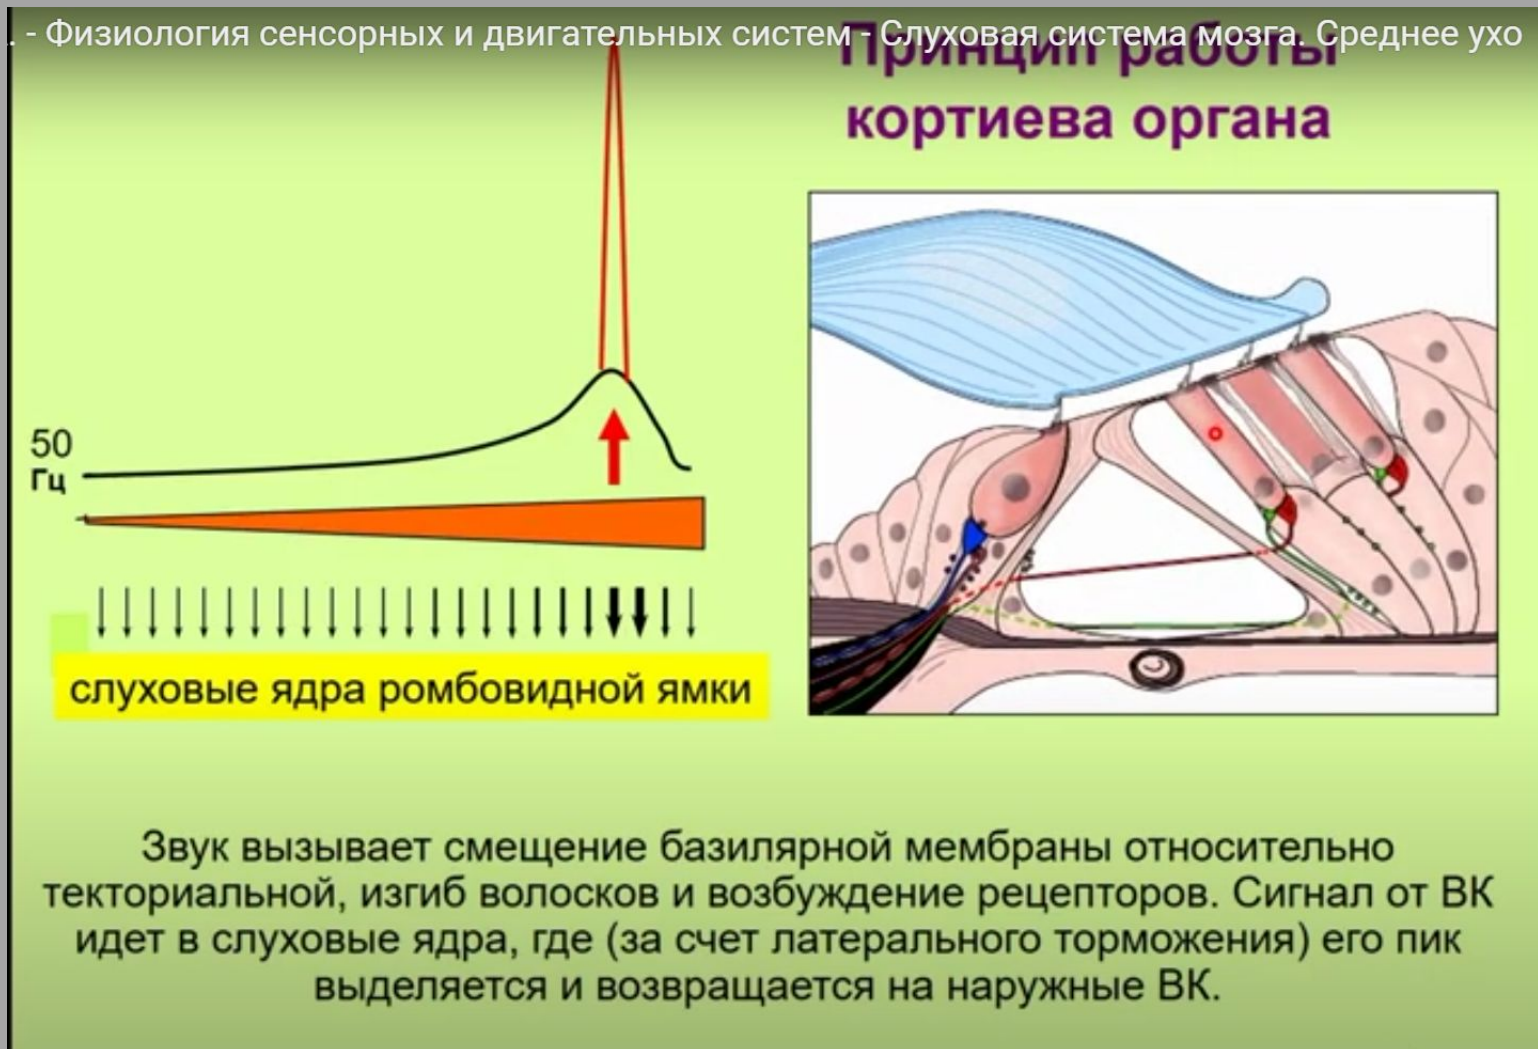 . - Физиология сенсорных и двигательных систем - Слуховая система мозга. Среднее ухо
Принцип работы
кортиева органа
50
Гц
слуховые ядра ромбовидной ямки
Звук вызывает смещение базилярной мембраны относительно
текториальной, изгиб волосков и возбуждение рецепторов. Сигнал от ВК
идет в слуховые ядра, где (за счет латерального торможения) его пик
выделяется и возвращается на наружные ВК.